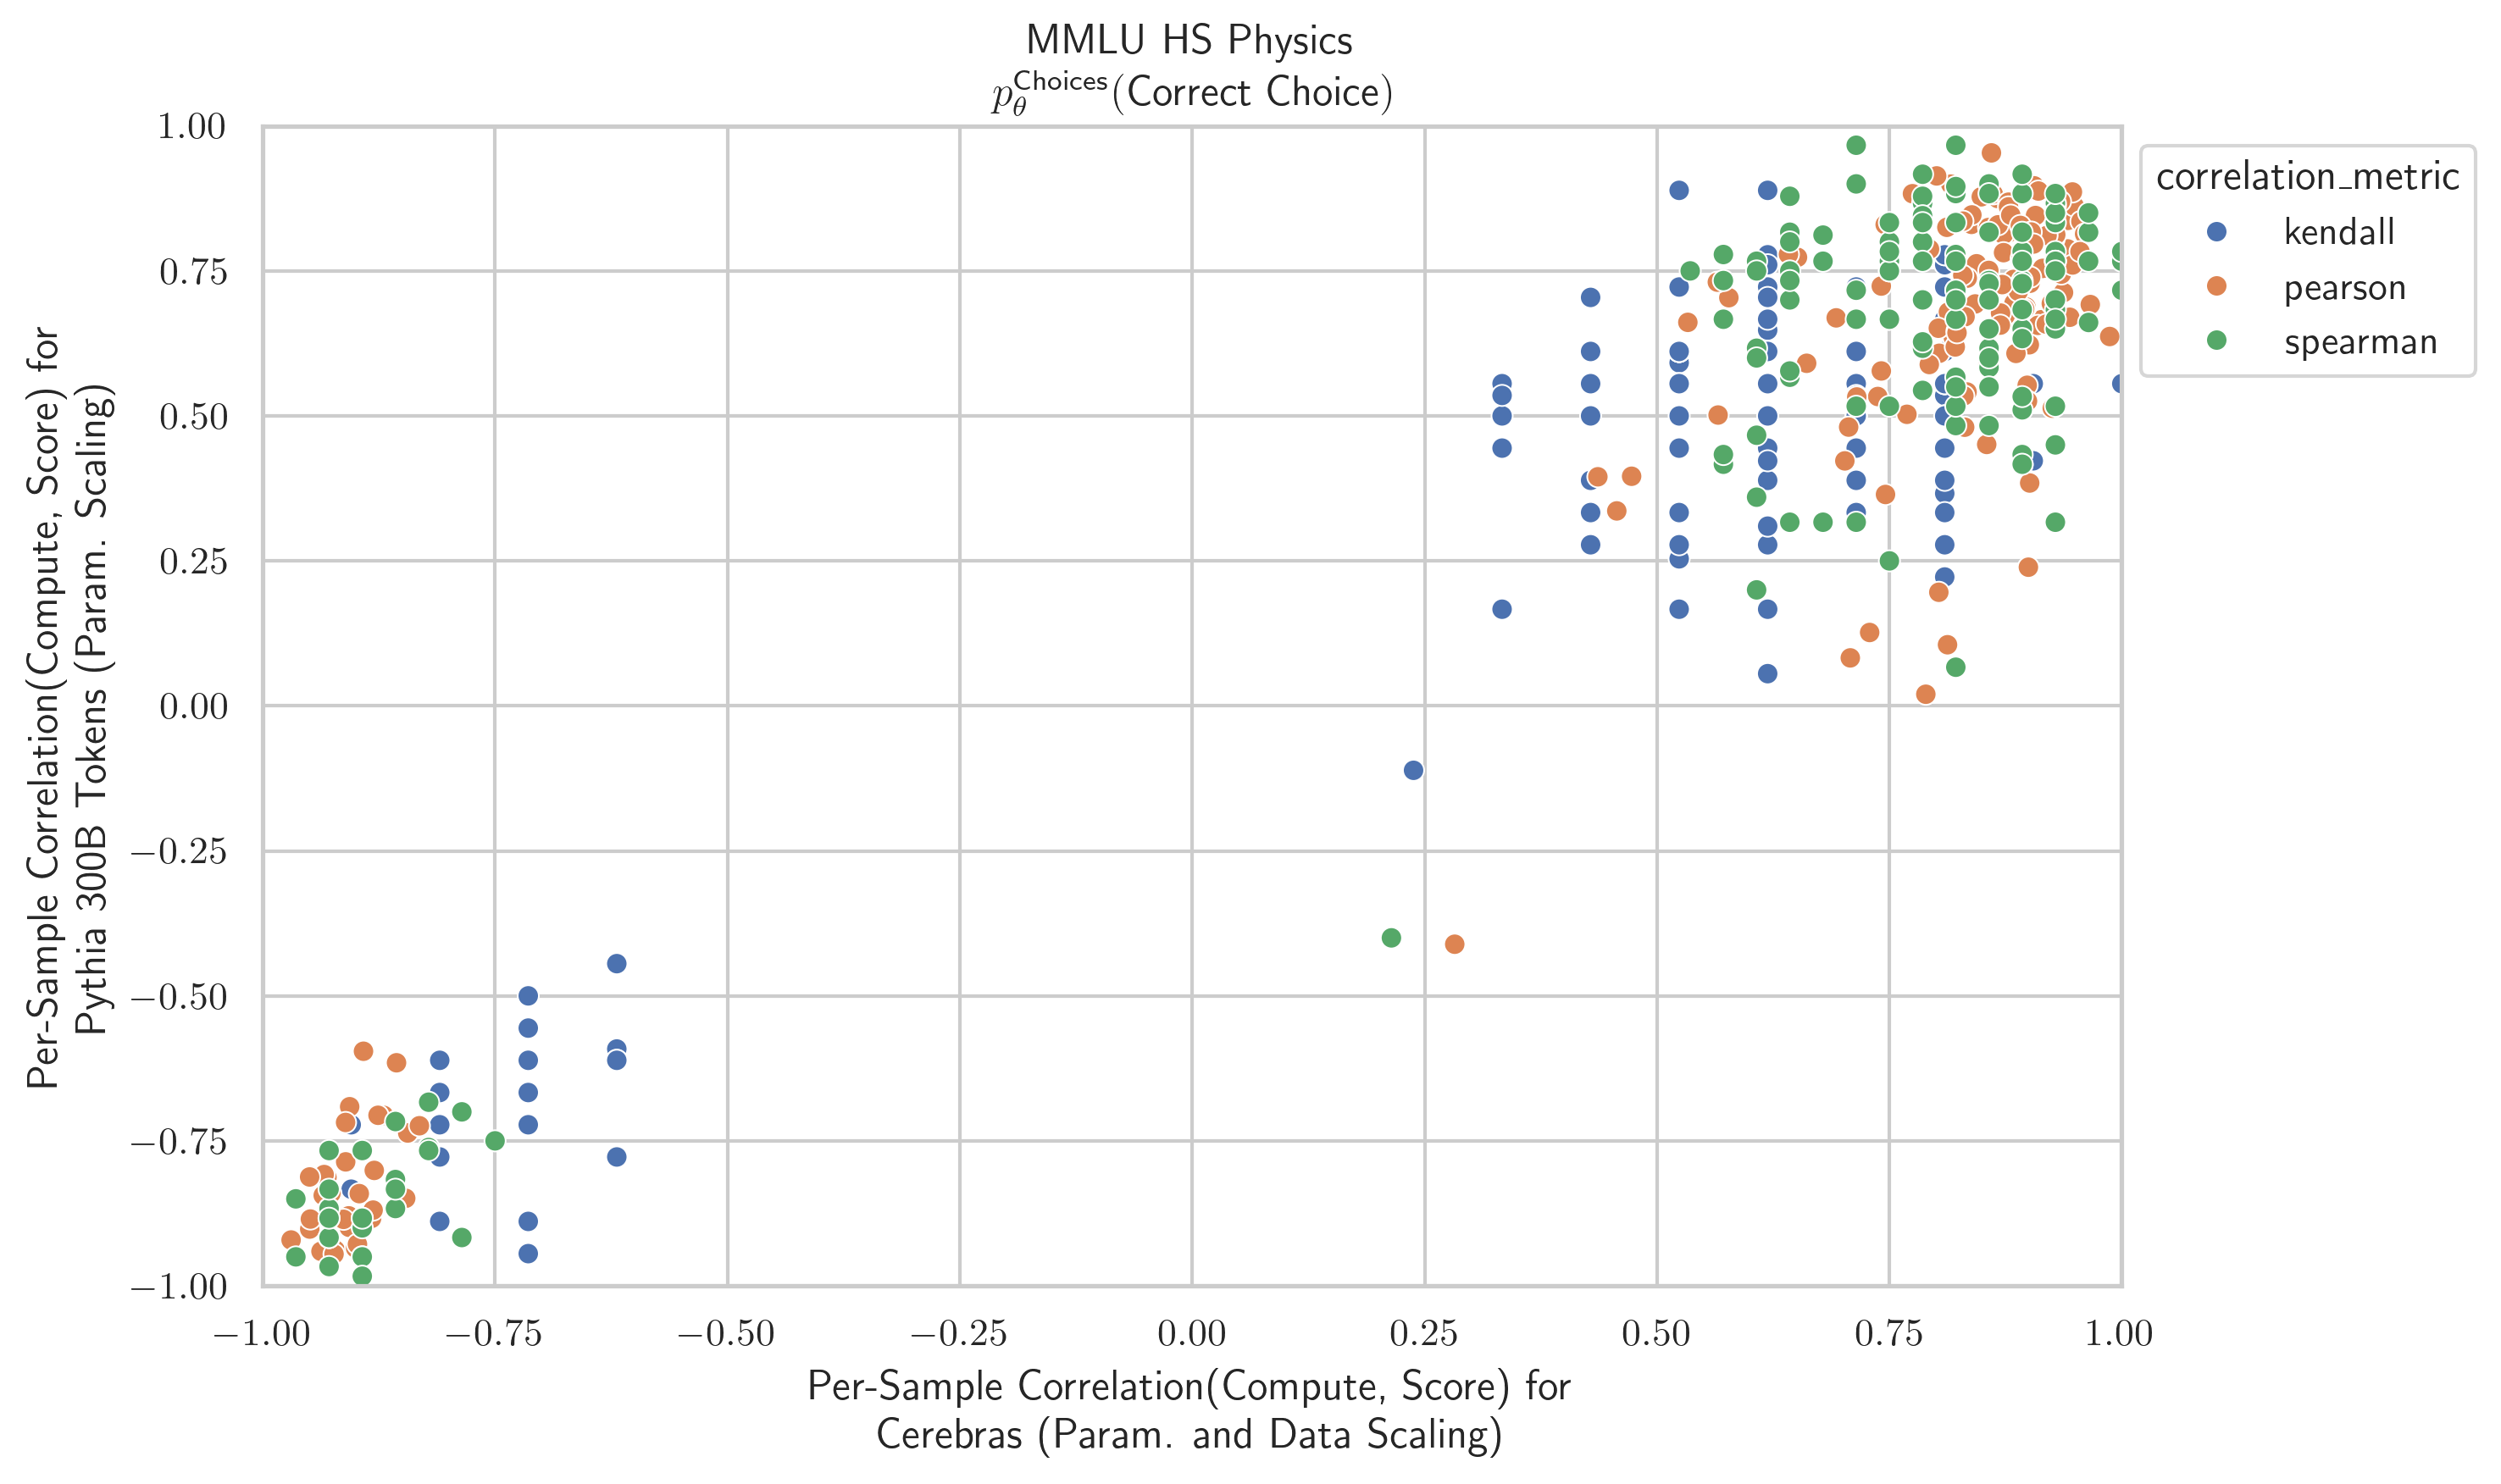 MMLU HS Physics
p_θ^Choices(Correct Choice)
1.00
0.75
0.50
0.25
0.00
−0.25
−0.50
−0.75
−1.00
Per-Sample Correlation(Compute, Score) for
Pythia 300B Tokens (Param. Scaling)
correlation_metric
kendall
pearson
spearman
−1.00 −0.75 −0.50 −0.25 0.00 0.25 0.50 0.75 1.00
Per-Sample Correlation(Compute, Score) for
Cerebras (Param. and Data Scaling)